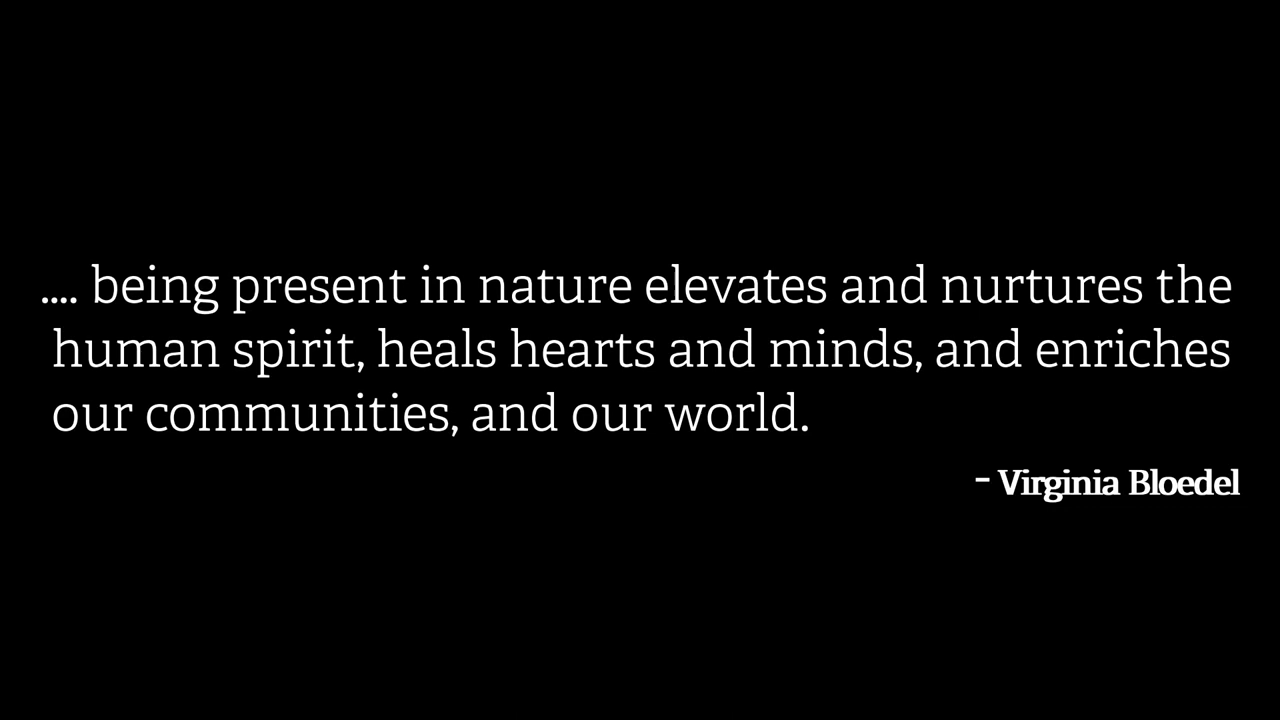 .... being present in nature elevates and nurtures the
human spirit, heals hearts and minds, and enriches
our communities, and our world.
- Virginia Bloedel